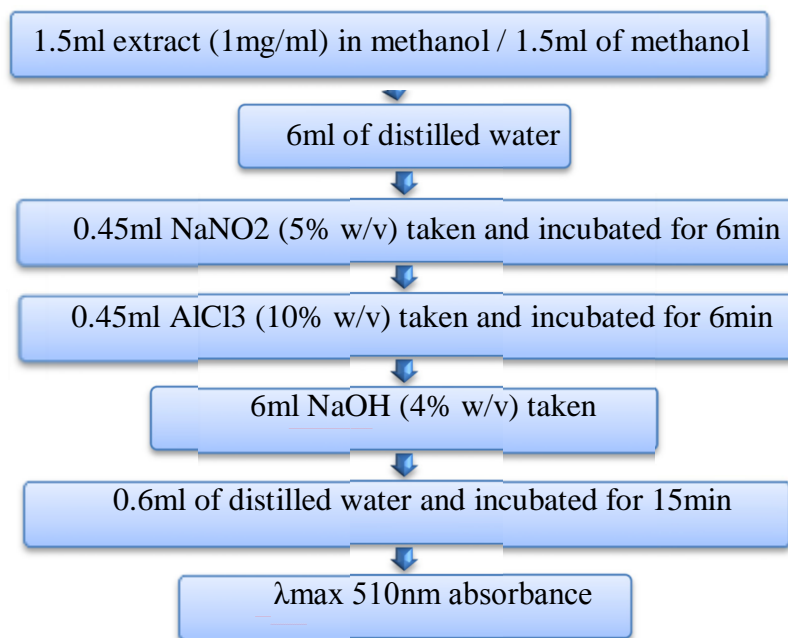 1.5ml extract (1mg/ml) in methanol / 1.5ml of methanol
6ml of distilled water
0.45ml NaNO2 (5% w/v) taken and incubated for 6min
0.45ml AlCl3 (10% w/v) taken and incubated for 6min
6ml NaOH (4% w/v) taken
0.6ml of distilled water and incubated for 15min
λmax 510nm absorbance